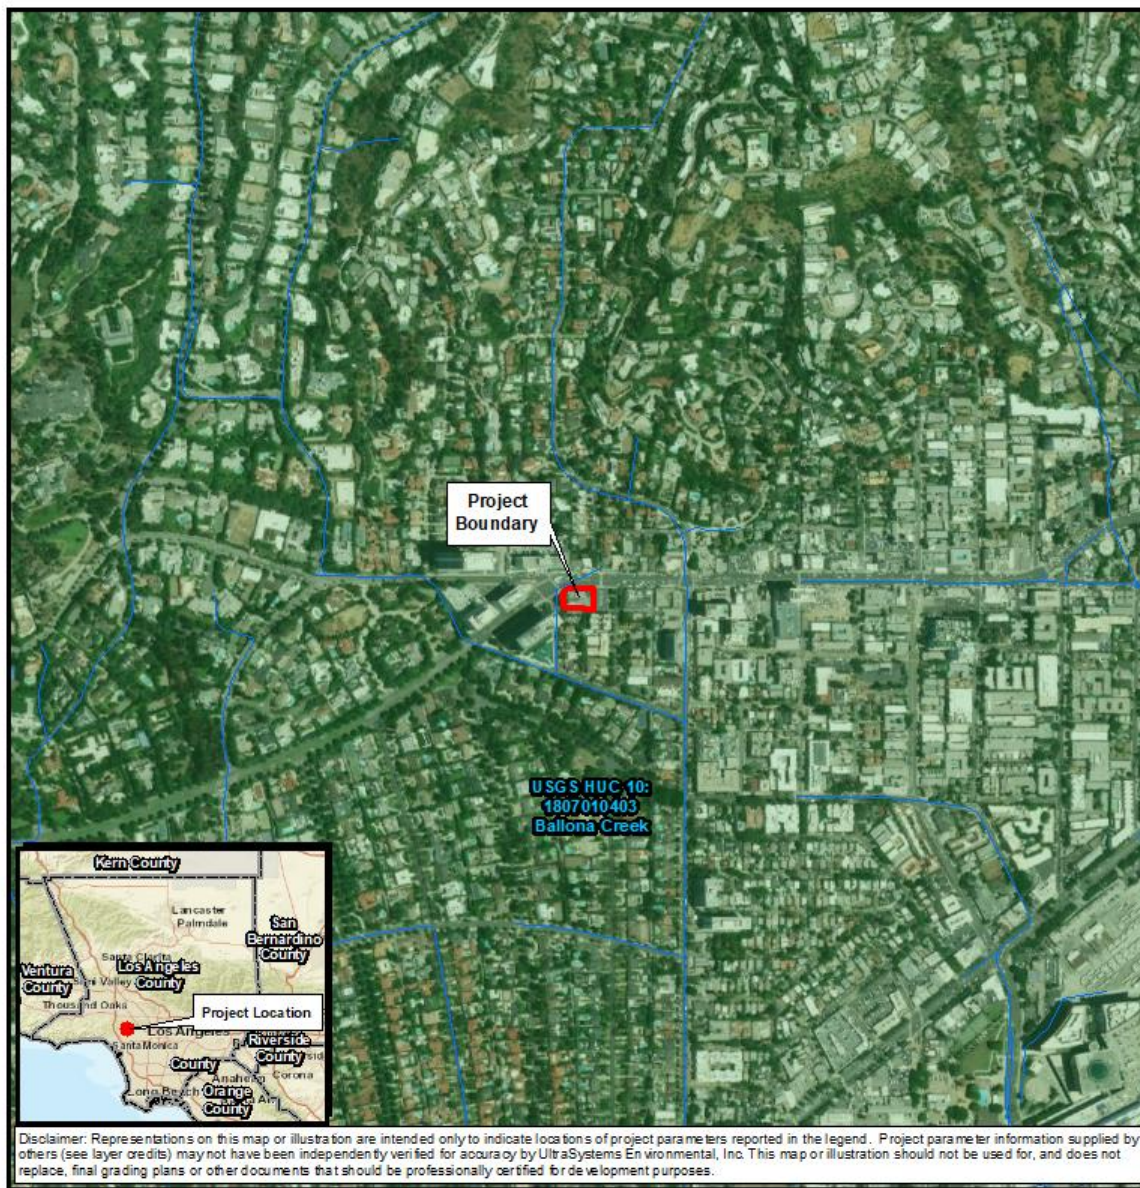 Project
Boundary
USGS HUC 10:
1807010403
Ballona Creek
Kern County
Lancaster
Palmdale
San
Bernardino
County
Santa Clarita
Ventura
County
Los Angeles
County
Simi Valley
Thousand Oaks
Project Location
Los Angeles
Santa Monica
Riverside
County
County
Corona
Anaheim
Long Beach
Orange
County
Disclaimer: Representations on this map or illustration are intended only to indicate locations of project parameters reported in the legend. Project parameter information supplied by
others (see layer credits) may not have been independently verified for accuracy by UltraSystems Environmental, Inc. This map or illustration should not be used for, and does not
replace, final grading plans or other documents that should be professionally certified for development purposes.